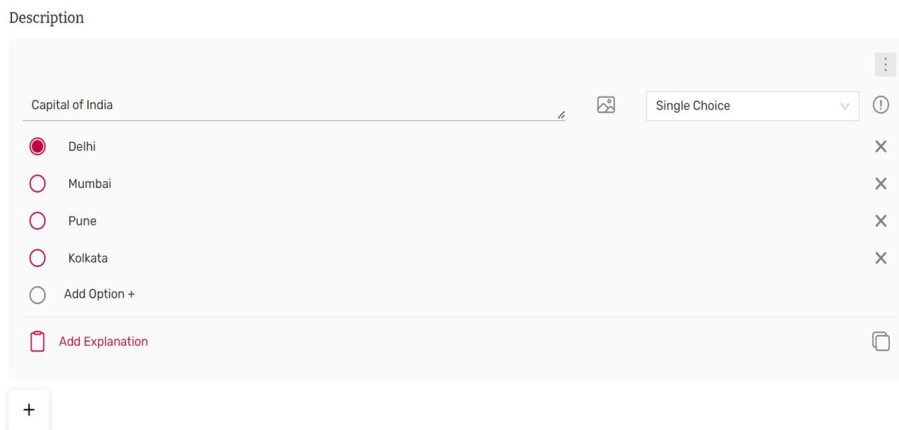 Description
Capital of India
Single Choice
Delhi
Mumbai
Pune
Kolkata
Add Option +
Add Explanation
+